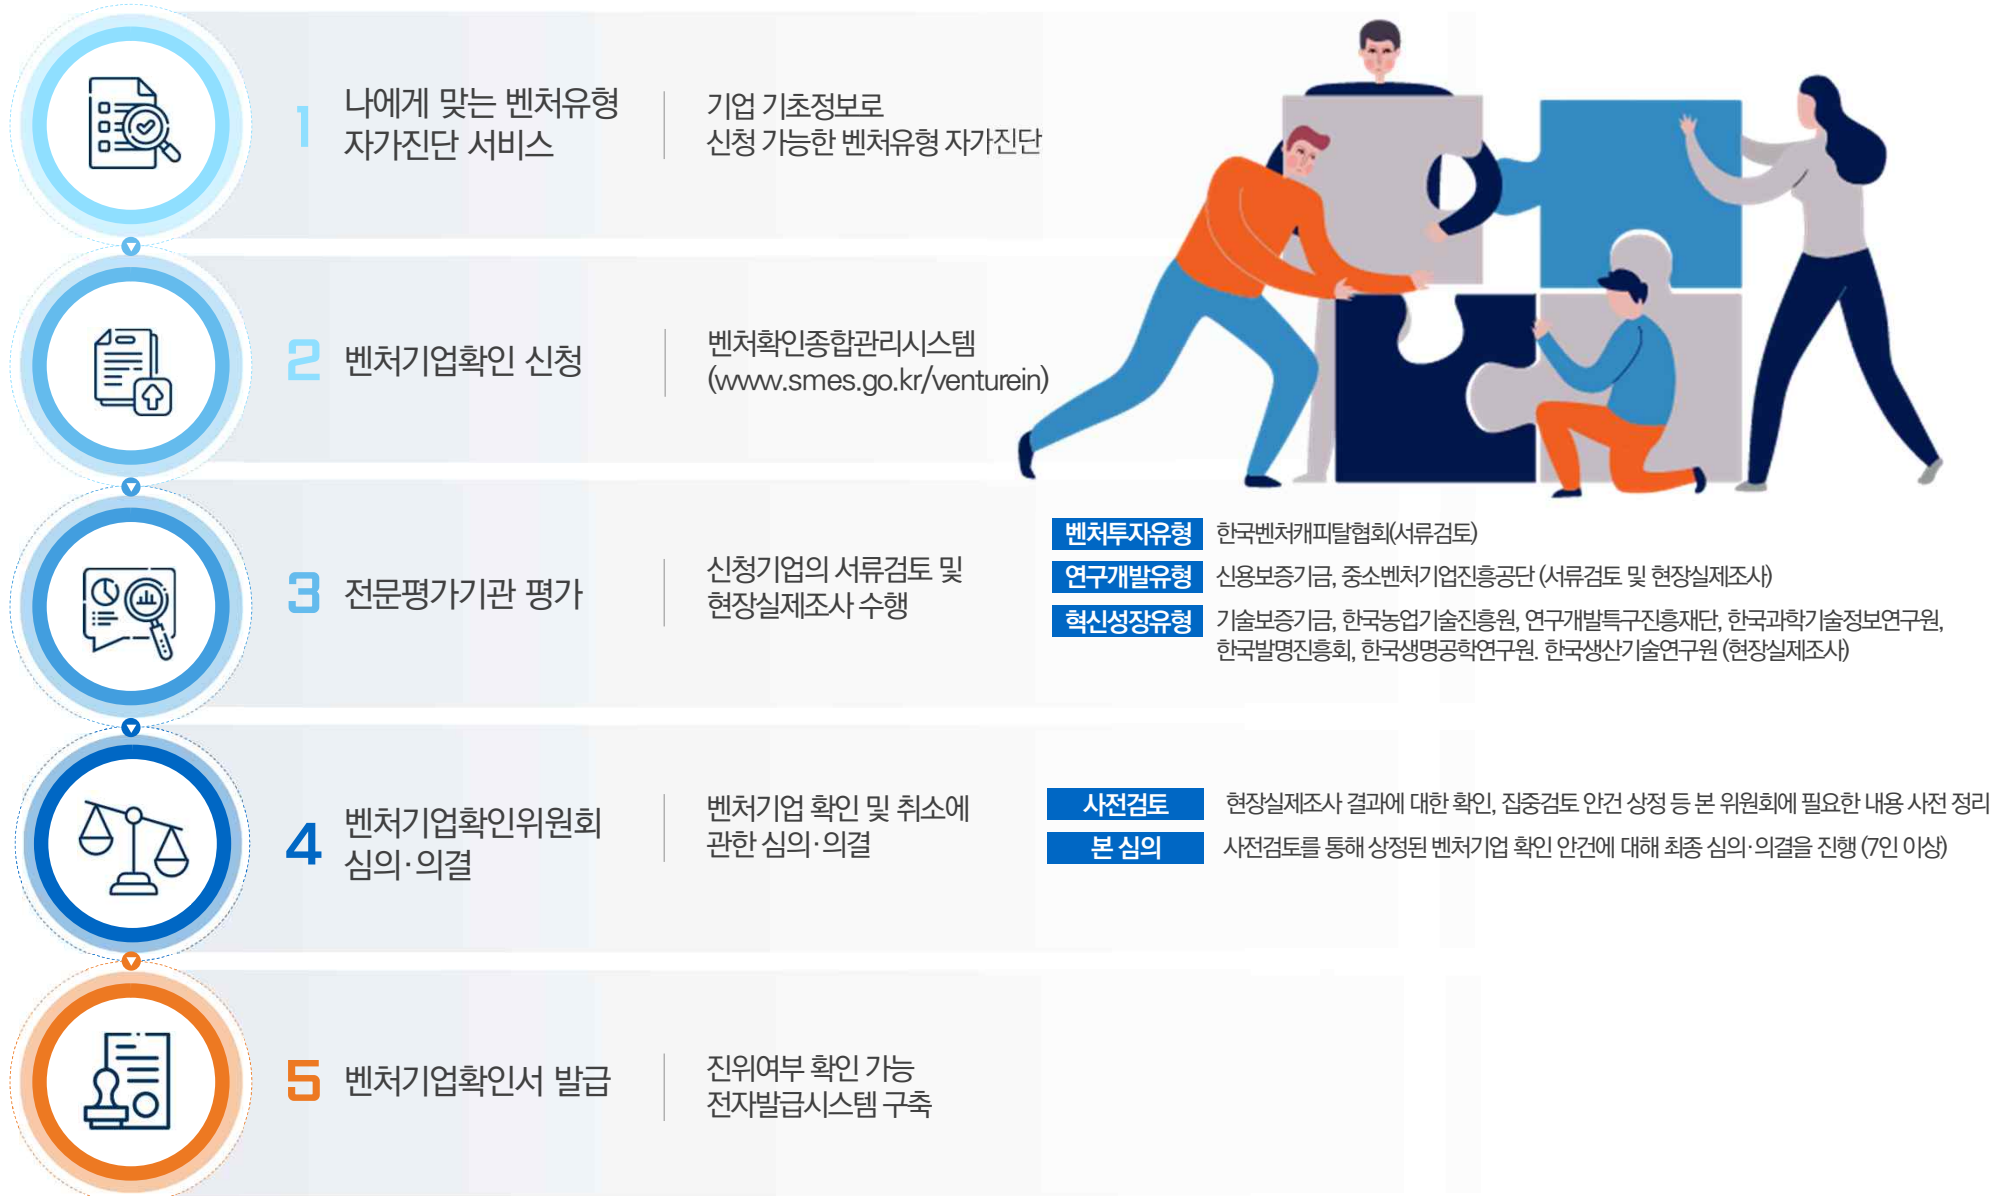 1
나에게 맞는 벤처유형
자가진단 서비스
기업 기초정보로
신청 가능한 벤처유형 자가진단
2
벤처기업확인 신청
벤처확인종합관리시스템
(www.smes.go.kr/venturein)
3
전문평가기관 평가
신청기업의 서류검토 및
현장실제조사 수행
벤처투자유형 한국벤처캐피탈협회(서류검토)
연구개발유형 신용보증기금, 중소벤처기업진흥공단 (서류검토 및 현장실제조사)
혁신성장유형 기술보증기금, 한국농업기술진흥원, 연구개발특구진흥재단, 한국과학기술정보연구원,
한국발명진흥회, 한국생명공학연구원. 한국생산기술연구원 (현장실제조사)
4
벤처기업확인위원회
심의·의결
벤처기업 확인 및 취소에
관한 심의·의결
사전검토 현장실제조사 결과에 대한 확인, 집중검토 안건 상정 등 본 위원회에 필요한 내용 사전 정리
본 심의 사전검토를 통해 상정된 벤처기업 확인 안건에 대해 최종 심의·의결을 진행 (7인 이상)
5
벤처기업확인서 발급
진위여부 확인 가능
전자발급시스템 구축